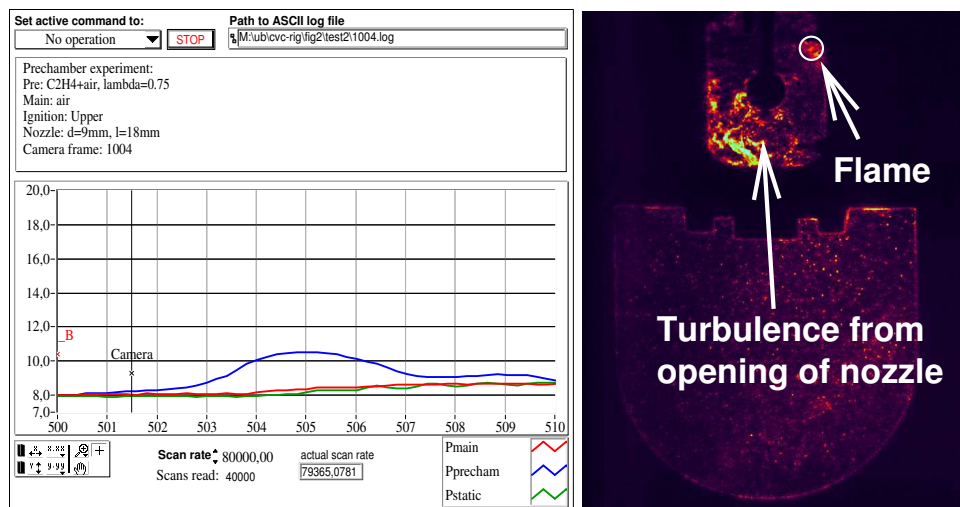 Set active command to:
Path to ASCII log file
No operation
STOP
M:\ub\cvc-rig\fig2\test2\1004.log
Prechamber experiment:
Pre: C2H4+air, lambda=0.75
Main: air
Ignition: Upper
Nozzle: d=9mm, l=18mm
Camera frame: 1004
20,0-
18,0-
16,0-
14,0-
12,0-
10,0-
8,0-
7,0-
_B
Camera
500 501 502 503 504 505 506 507 508 509 510
Scan rate 80000,00
Scans read: 40000
actual scan rate
79365,0781
Pmain
Pprecham
Pstatic
x.xx
y.yy
Flame
Turbulence from
opening of nozzle